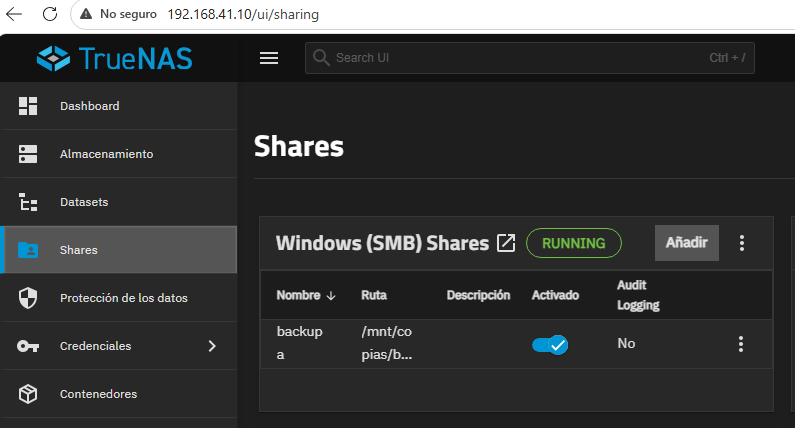 No seguro 192.168.41.10/ui/sharing
TrueNAS
Search UI Ctrl + /
Dashboard
Almacenamiento
Datasets
Shares
Protección de los datos
Credenciales
Contenedores
Shares
Windows (SMB) Shares RUNNING Añadir
Nombre Ruta Descripción Activado Audit
Logging
backup /mnt/co No
a pias/b...